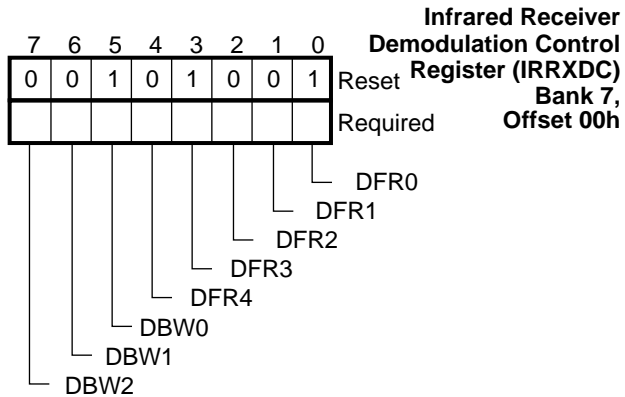 Infrared Receiver
Demodulation Control
Register (IRRXDC)
Bank 7,
Offset 00h
7 6 5 4 3 2 1 0
0 0 1 0 1 0 0 1 Reset
Required
DFR0
DFR1
DFR2
DFR3
DFR4
DBW0
DBW1
DBW2